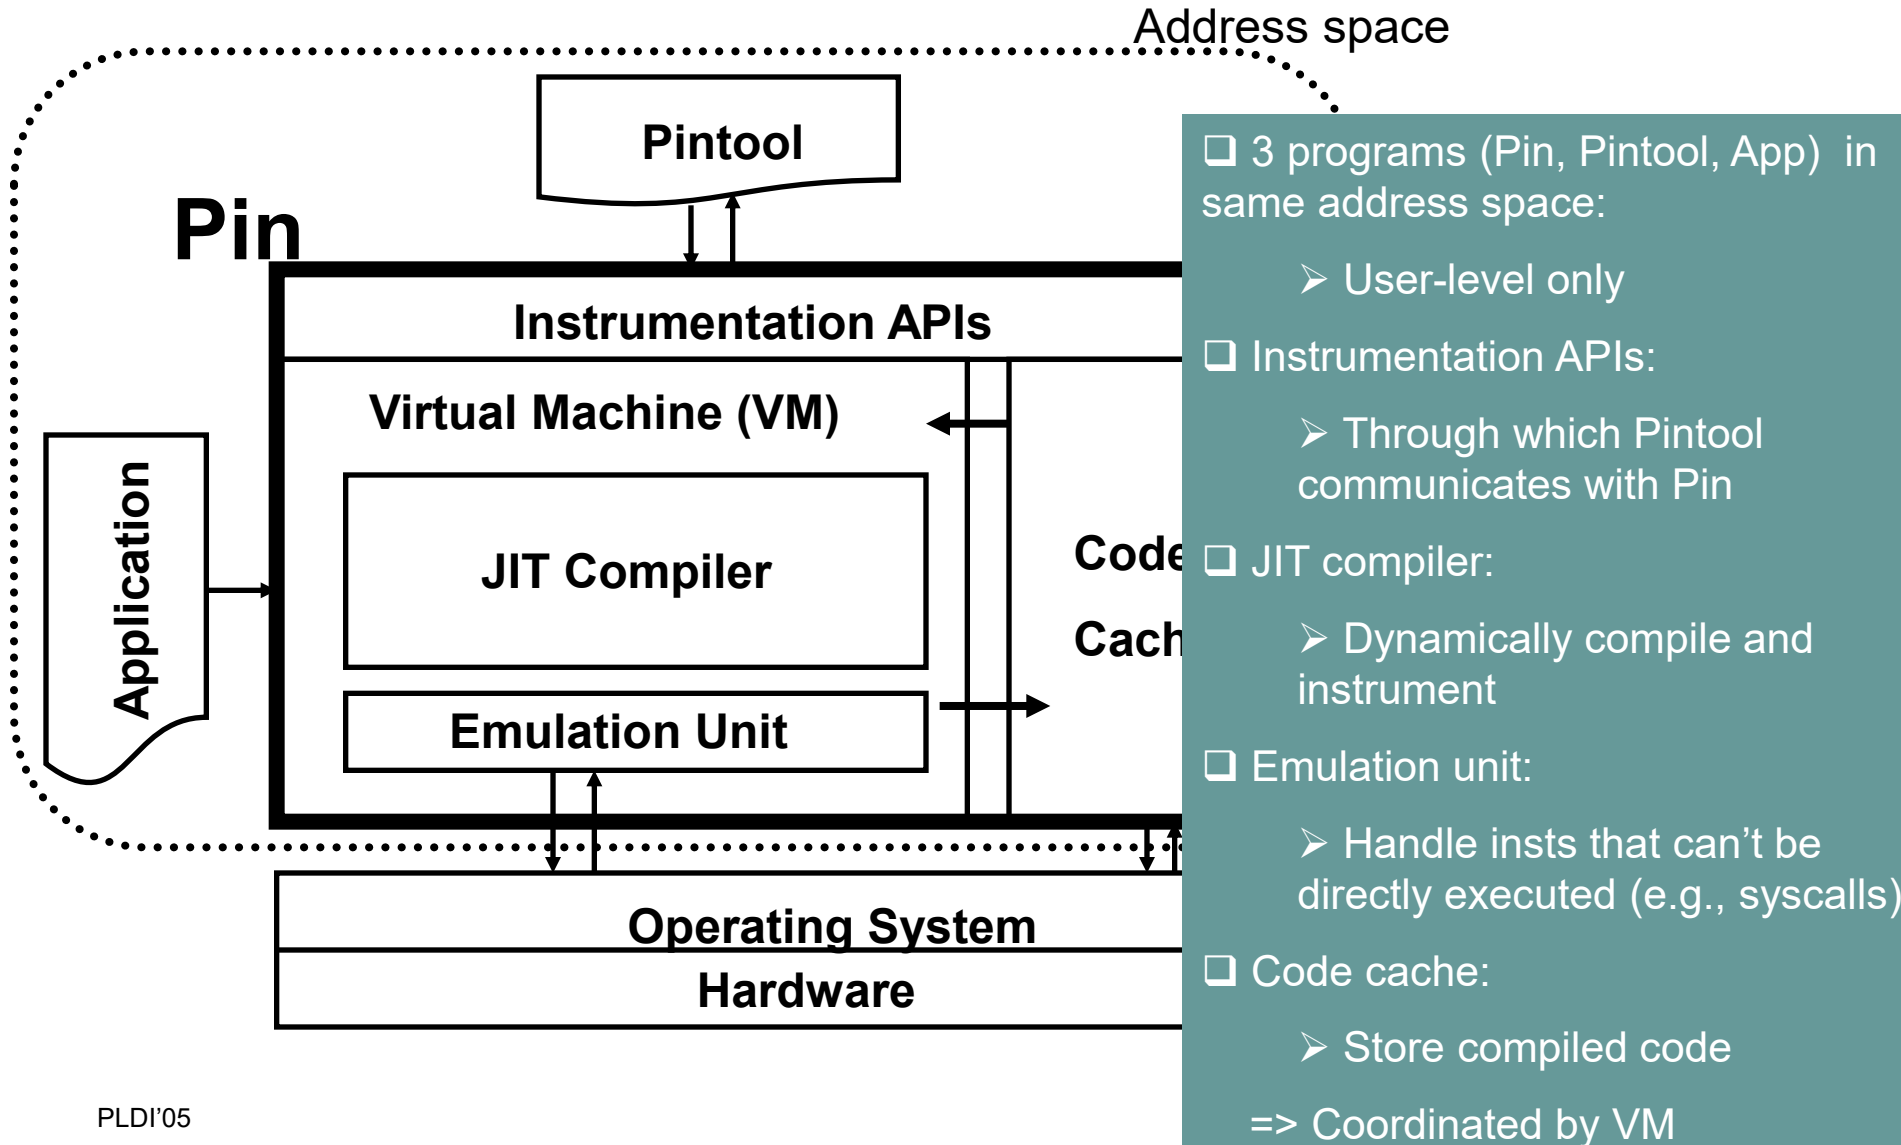 Address space
Pintool
Pin
Instrumentation APIs
Virtual Machine (VM)
JIT Compiler
Emulation Unit
Application
Code
Cach
Operating System
Hardware
❑ 3 programs (Pin, Pintool, App) in
same address space:
➢ User-level only
❑ Instrumentation APIs:
➢ Through which Pintool
communicates with Pin
❑ JIT compiler:
➢ Dynamically compile and
instrument
❑ Emulation unit:
➢ Handle insts that can’t be
directly executed (e.g., syscalls)
❑ Code cache:
➢ Store compiled code
=> Coordinated by VM
PLDI’05